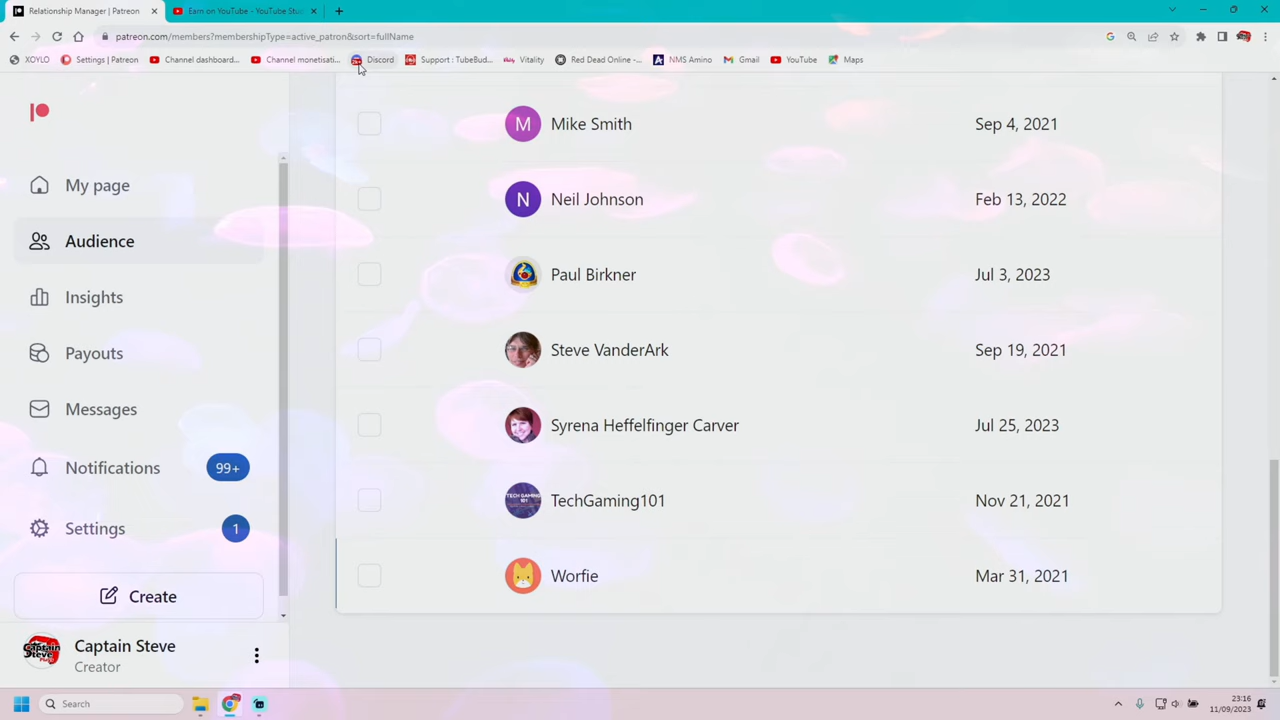 Relationship Manager | Patreon
Earn on YouTube - YouTube Stu
patreon.com/members?membershipType=active_patron&sort=fullName
XOYLO
Settings | Patreon
Channel dashboard...
Channel monetisati...
Discord
Support : TubeBud...
Vitality
Red Dead Online -...
NMS Amino
Gmail
YouTube
Maps
My page
Audience
Insights
Payouts
Messages
Notifications 99+
Settings 1
Create
Captain Steve
Creator
M Mike Smith Sep 4, 2021
N Neil Johnson Feb 13, 2022
Paul Birkner Jul 3, 2023
Steve VanderArk Sep 19, 2021
Syrena Heffelfinger Carver Jul 25, 2023
TECH GAMING 101 TechGaming101 Nov 21, 2021
Worfie Mar 31, 2021
Search
23:16
11/09/2023